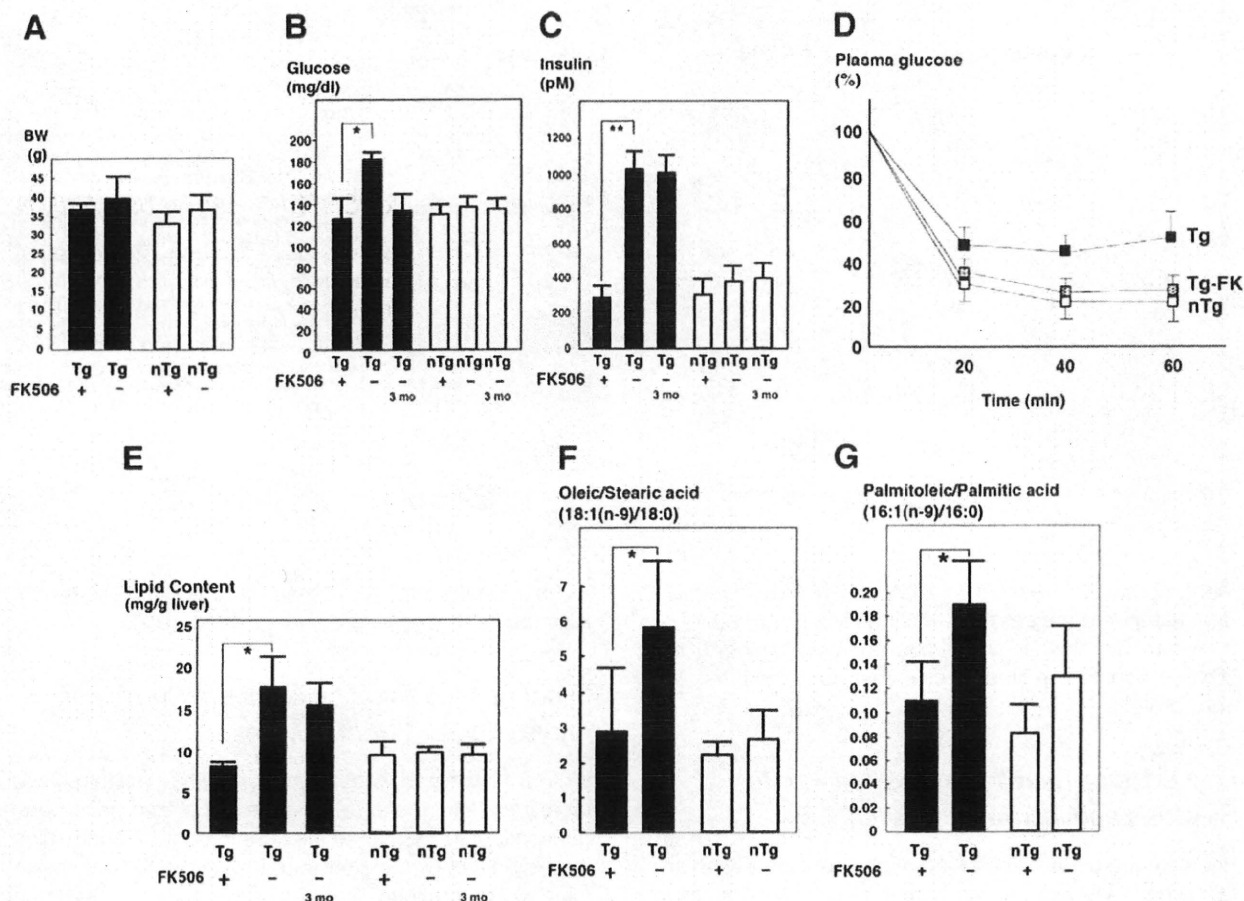 A
BW
(g)
45
40
35
30
25
20
15
10
5
0
Tg Tg nTg nTg
FK506 + − + −
B
Glucose
(mg/dl)
200
180
160
140
120
100
80
60
40
20
0
*
Tg Tg Tg nTg nTg nTg
FK506 + − − + − −
3 mo 3 mo
C
Insulin
(pM)
1200
1000
800
600
400
200
0
**
Tg Tg Tg nTg nTg nTg
FK506 + − − + − −
3 mo 3 mo
D
Plasma glucose
(%)
100
80
60
40
20
0
Tg
Tg-FK
nTg
20 40 60
Time (min)
E
Lipid Content
(mg/g liver)
25
20
15
10
5
0
*
Tg Tg Tg nTg nTg nTg
FK506 + − − + − −
3 mo 3 mo
F
Oleic/Stearic acid
(18:1(n-9)/18:0)
7
6
5
4
3
2
1
0
*
Tg Tg nTg nTg
FK506 + − + −
G
Palmitoleic/Palmitic acid
(16:1(n-9)/16:0)
0.20
0.18
0.16
0.14
0.12
0.10
0.08
0.06
0.04
0.02
0
*
Tg Tg nTg nTg
FK506 + − + −